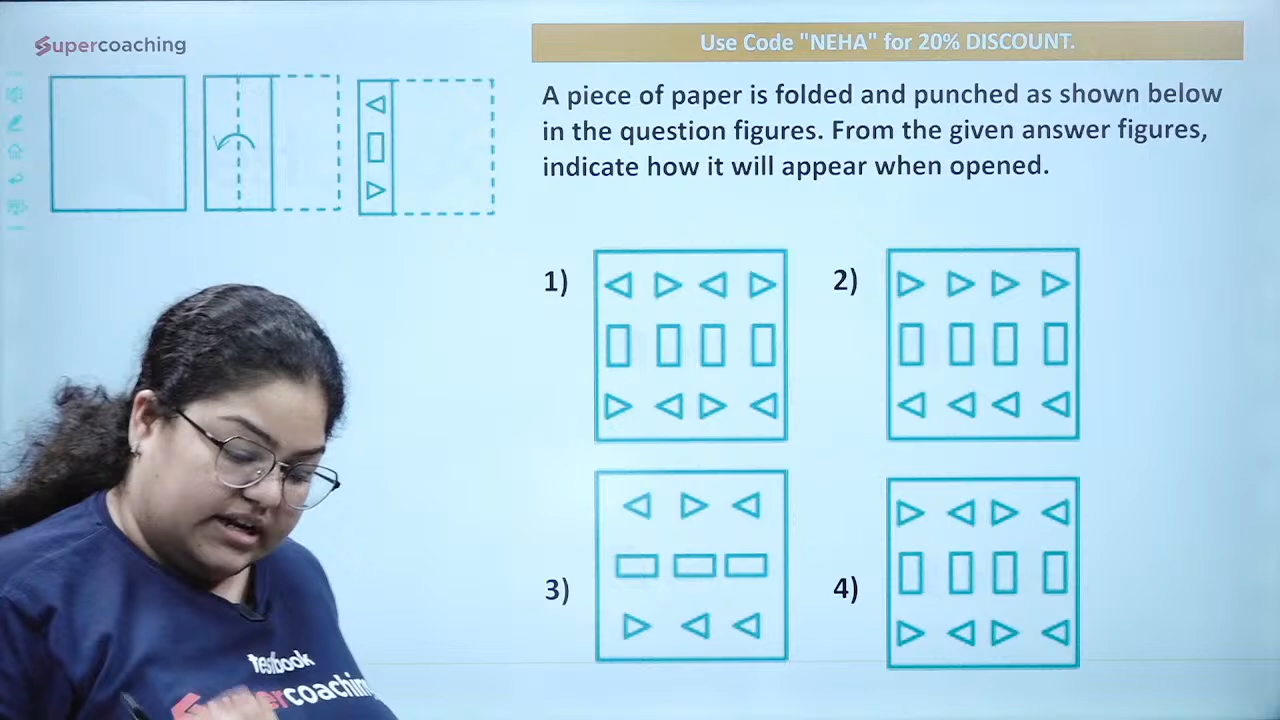 Supercoaching
Use Code "NEHA" for 20% DISCOUNT.
A piece of paper is folded and punched as shown below
in the question figures. From the given answer figures,
indicate how it will appear when opened.
1)
2)
3)
4)
testbook
Supercoaching